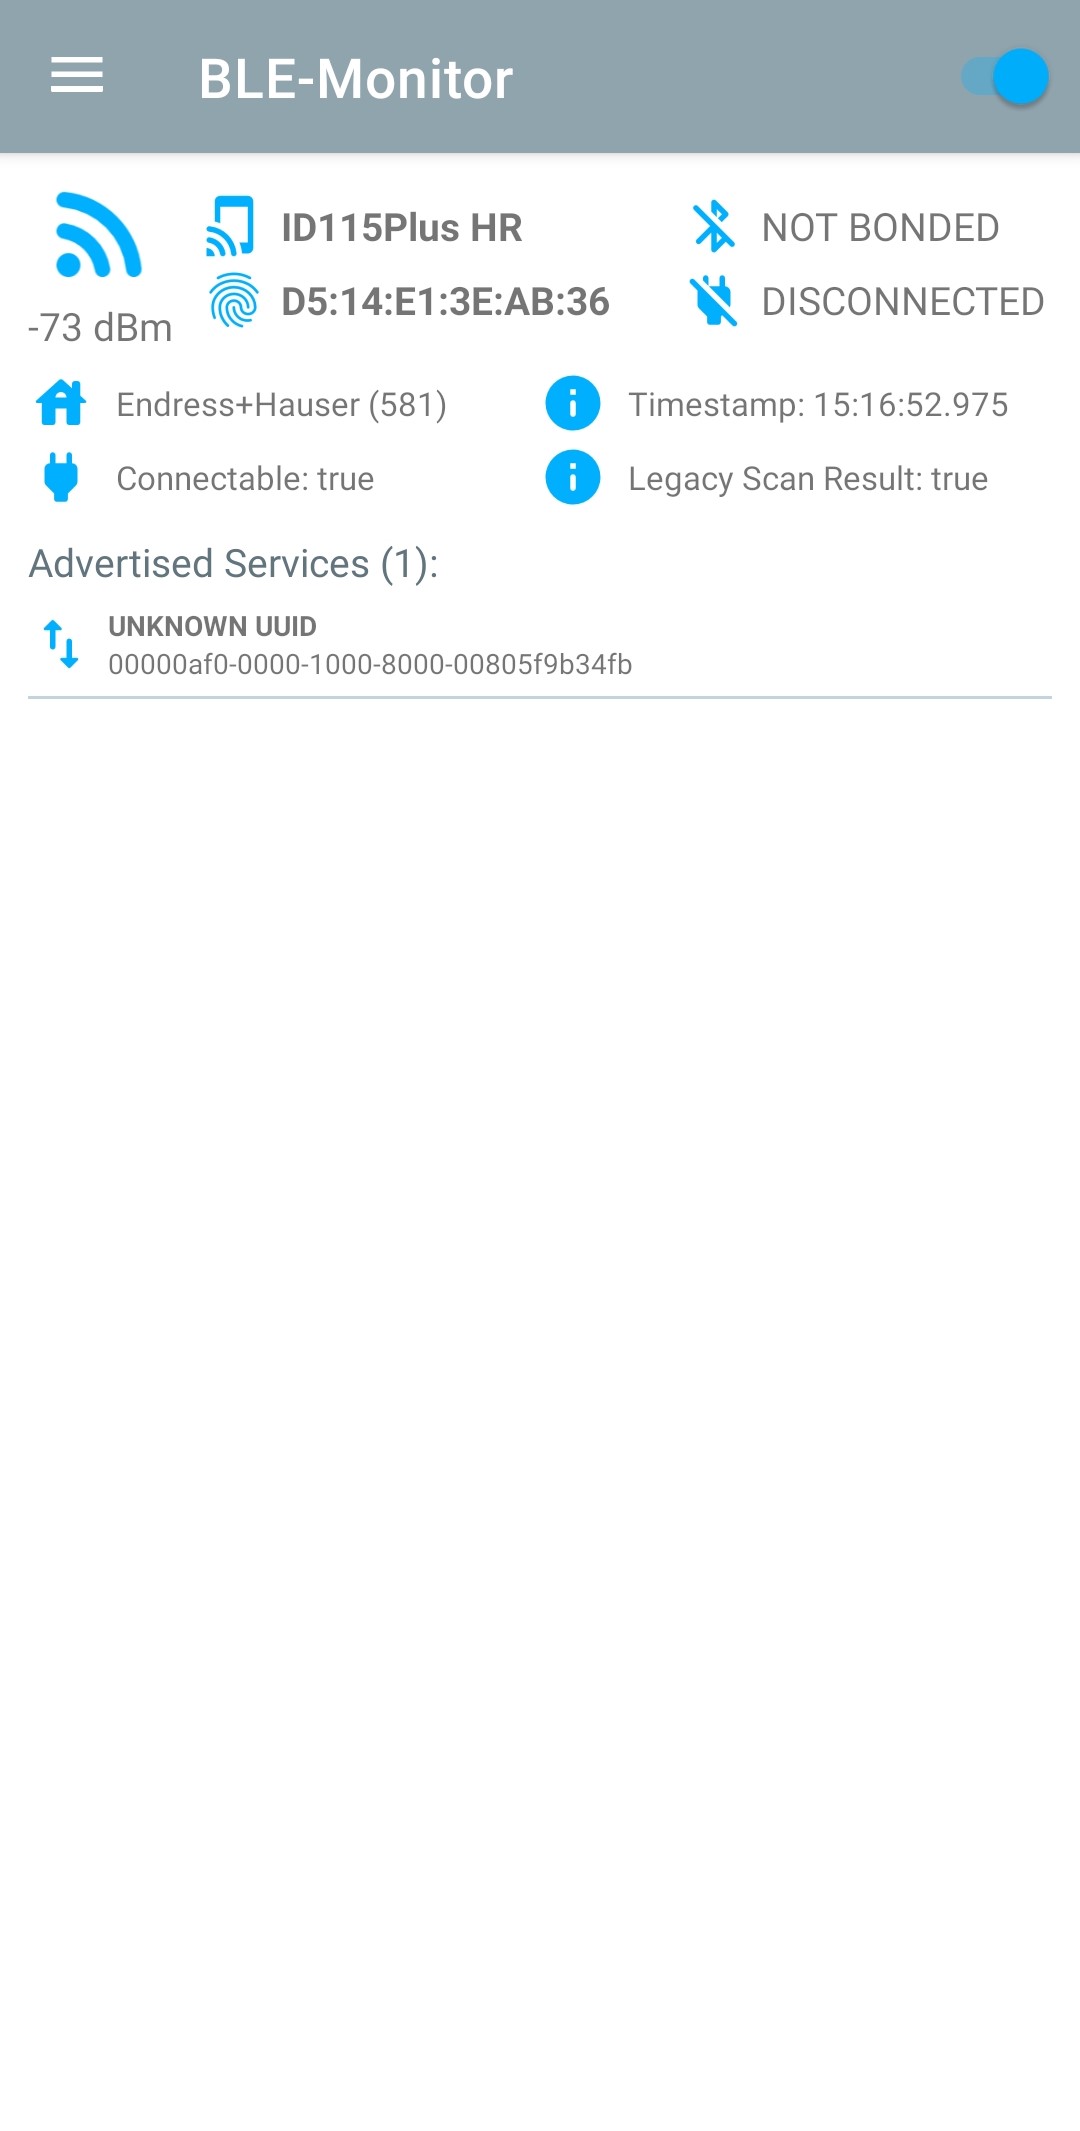 BLE-Monitor
-73 dBm
ID115Plus HR
D5:14:E1:3E:AB:36
NOT BONDED
DISCONNECTED
Endress+Hauser (581)
Timestamp: 15:16:52.975
Connectable: true
Legacy Scan Result: true
Advertised Services (1):
UNKNOWN UUID
00000af0-0000-1000-8000-00805f9b34fb